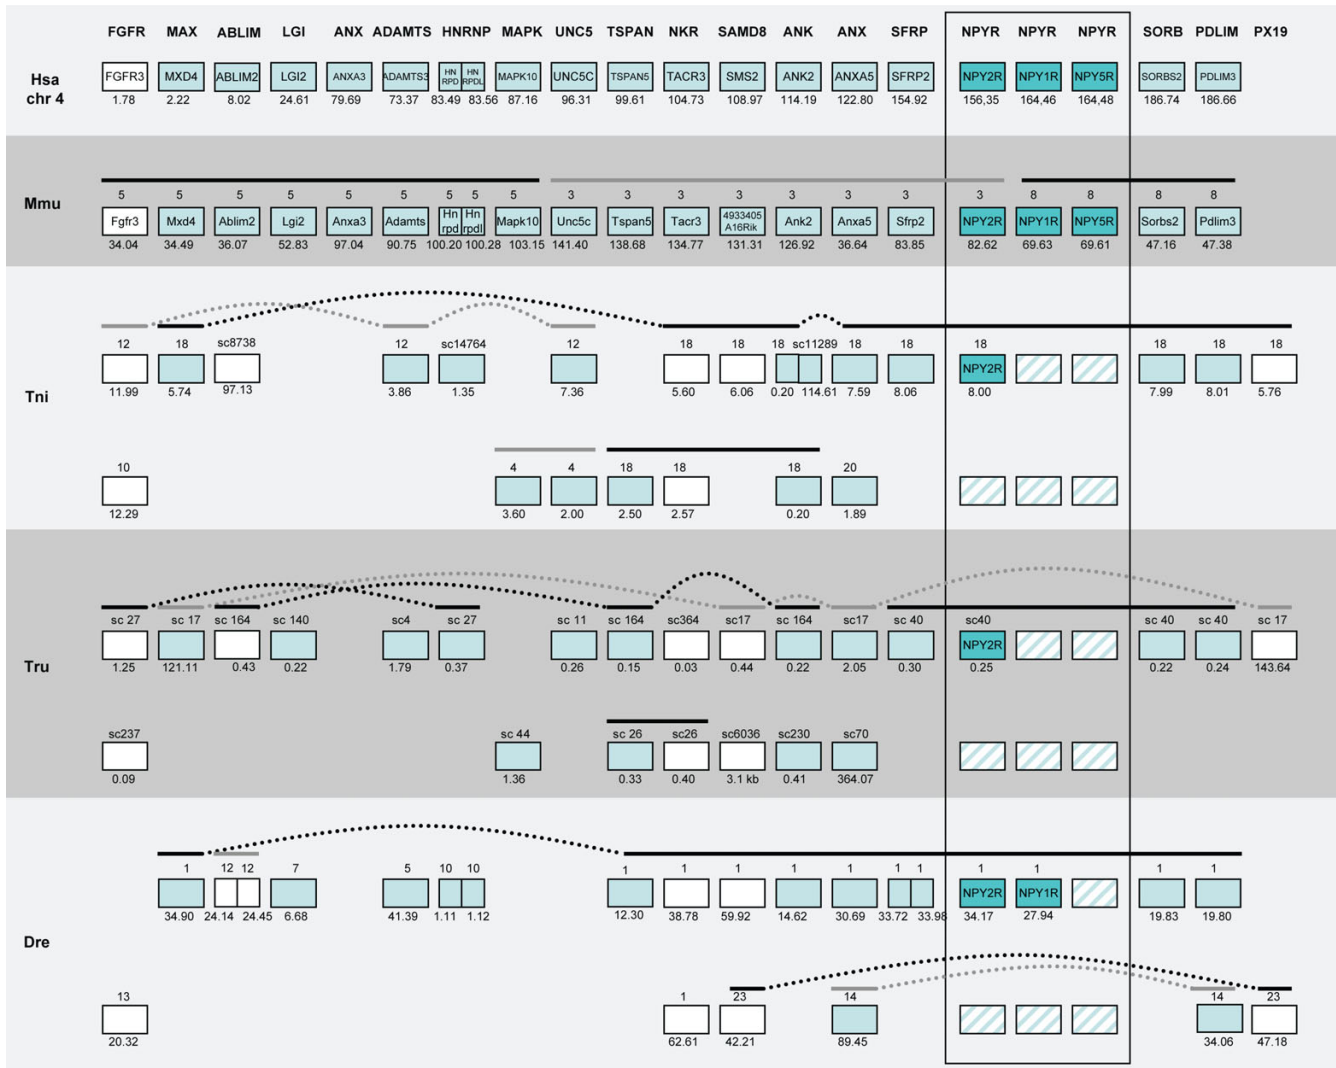 FGFR MAX ABLIM LGI ANX ADAMTS HNRNP MAPK UNC5 TSPAN NKR SAMD8 ANK ANX SFRP NPYR NPYR NPYR SORB PDLIM PX19
Hsa
chr 4
FGFR3 MXD4 ABLIM2 LGI2 ANXA3 ADAMTS3 HN RPD HN RPDL MAPK10 UNC5C TSPAN5 TACR3 SMS2 ANK2 ANXA5 SFRP2 NPY2R NPY1R NPY5R SORBS2 PDLIM3
1.78 2.22 8.02 24.61 79.69 73.37 83.49 83.56 87.16 96.31 99.61 104.73 108.97 114.19 122.80 154.92 156,35 164,46 164,48 186.74 186.66
Mmu
5 5 5 5 5 5 5 5 5 3 3 3 3 3 3 3 3 8 8 8 8
Fgfr3 Mxd4 Ablim2 Lgi2 Anxa3 Adamts Hn rpd Hn rpdl Mapk10 Unc5c Tspan5 Tacr3 4933405 A16Rik Ank2 Anxa5 Sfrp2 NPY2R NPY1R NPY5R Sorbs2 Pdlim3
34.04 34.49 36.07 52.83 97.04 90.75 100.20 100.28 103.15 141.40 138.68 134.77 131.31 126.92 36.64 83.85 82.62 69.63 69.61 47.16 47.38
12 18 sc8738 12 sc14764 12 18 18 18 sc11289 18 18 18 18 18 18
NPY2R
11.99 5.74 97.13 3.86 1.35 7.36 5.60 6.06 0.20 114.61 7.59 8.06 8.00 7.99 8.01 5.76
Tni
10 4 4 18 18 18 20
12.29 3.60 2.00 2.50 2.57 0.20 1.89
sc 27 sc 17 sc 164 sc 140 sc4 sc 27 sc 11 sc 164 sc364 sc17 sc 164 sc17 sc 40 sc40 sc 40 sc 40 sc 17
NPY2R
1.25 121.11 0.43 0.22 1.79 0.37 0.26 0.15 0.03 0.44 0.22 2.05 0.30 0.25 0.22 0.24 143.64
Tru
sc237 sc 44 sc 26 sc26 sc6036 sc230 sc70
0.09 1.36 0.33 0.40 3.1 kb 0.41 364.07
1 12 12 7 5 10 10 1 1 1 1 1 1 1 1 1 1 1
NPY2R NPY1R
34.90 24.14 24.45 6.68 41.39 1.11 1.12 12.30 38.78 59.92 14.62 30.69 33.72 33.98 34.17 27.94 19.83 19.80
Dre
13 1 23 14 14 23
20.32 62.61 42.21 89.45 34.06 47.18